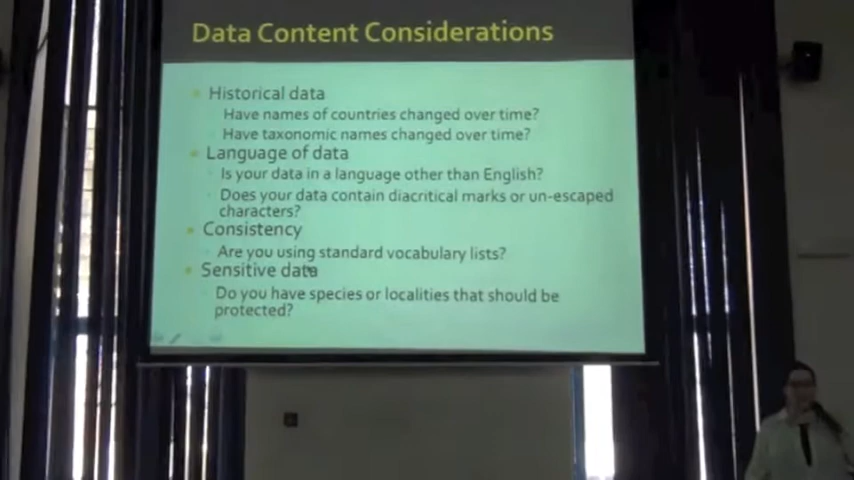 Data Content Considerations
Historical data
Have names of countries changed over time?
Have taxonomic names changed over time?
Language of data
Is your data in a language other than English?
Does your data contain diacritical marks or un-escaped
characters?
Consistency
Are you using standard vocabulary lists?
Sensitive data
Do you have species or localities that should be
protected?